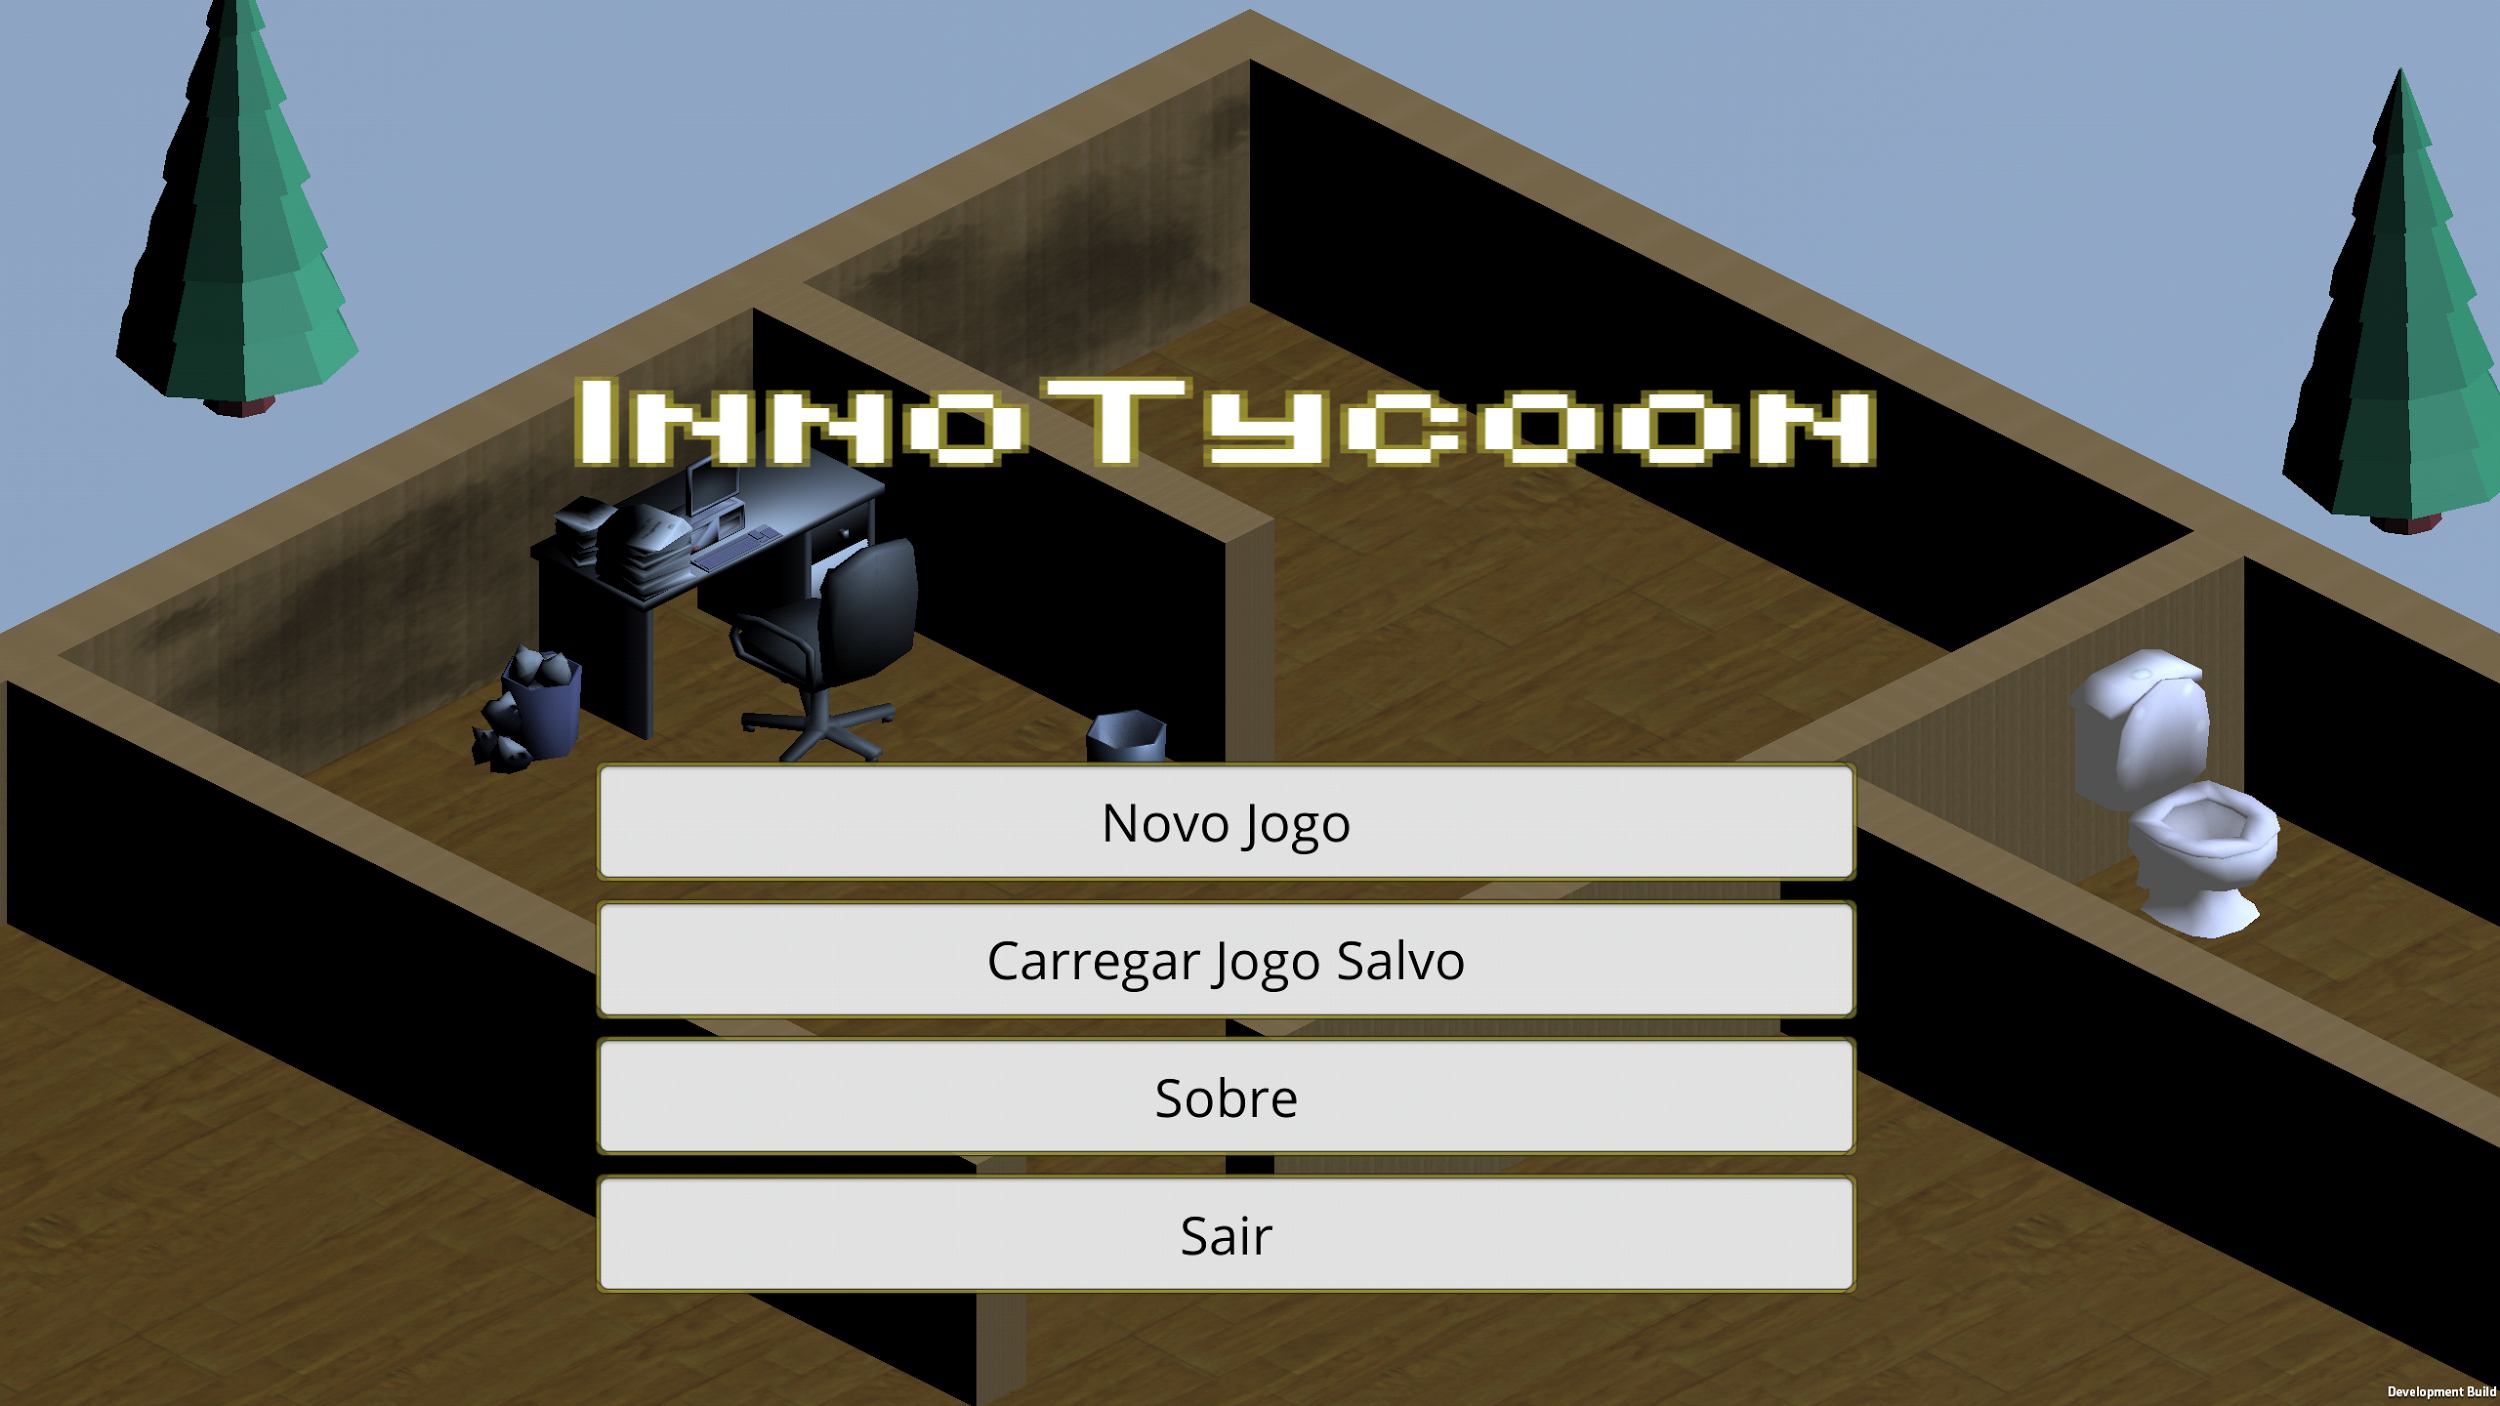 InnoTycoon
Novo Jogo
Carregar Jogo Salvo
Sobre
Sair
Development Build